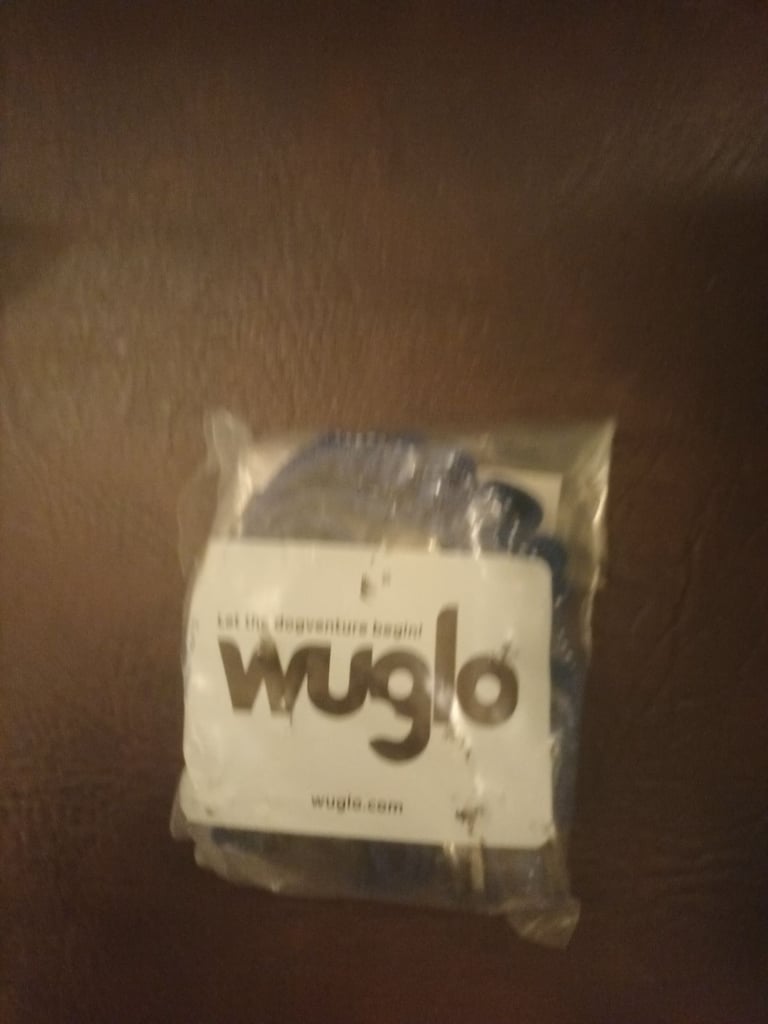 Let the dogventure begin!
wuglo
wuglo.com